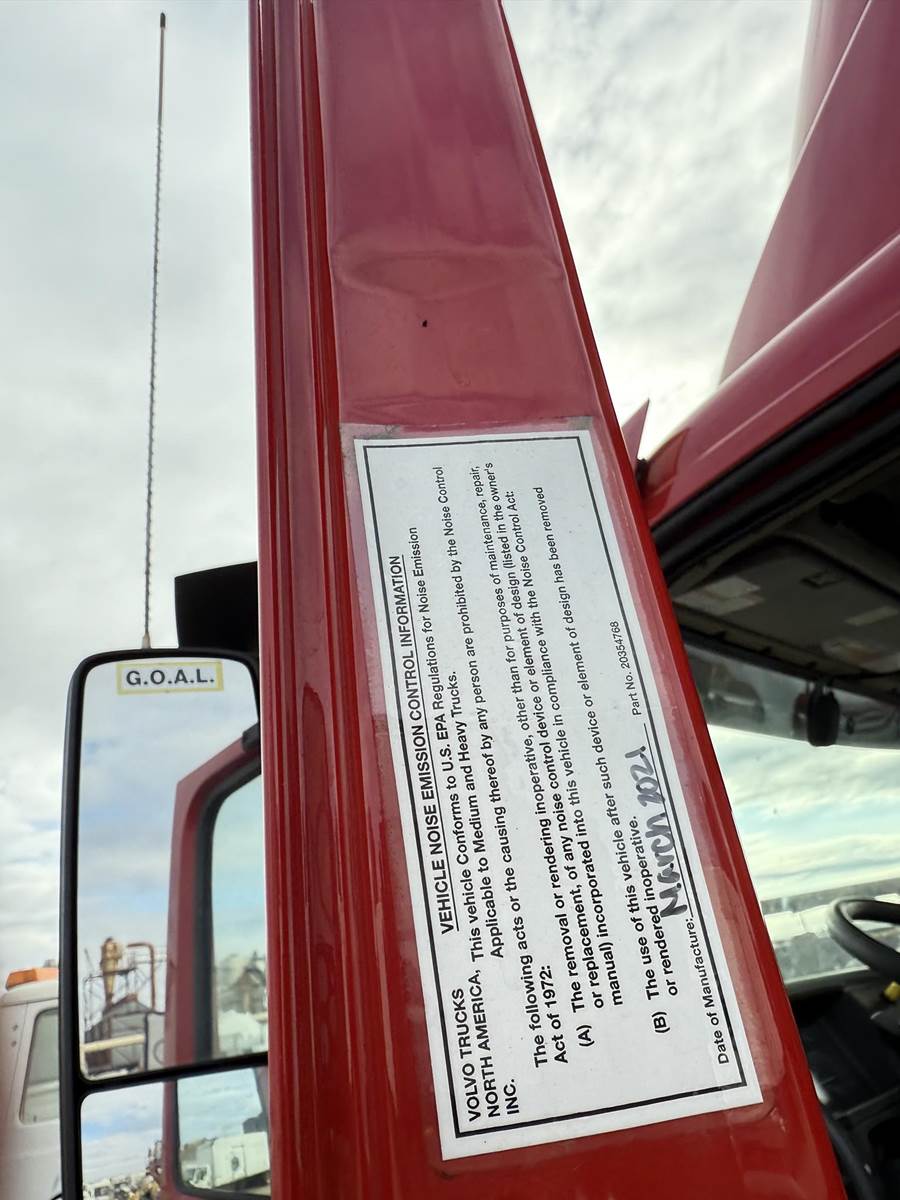 G.O.A.L.
VEHICLE NOISE EMISSION CONTROL INFORMATION
VOLVO TRUCKS
NORTH AMERICA,
INC.
This vehicle Conforms to U.S. EPA Regulations for Noise Emission
Applicable to Medium and Heavy Trucks.
The following acts or the causing thereof by any person are prohibited by the Noise Control
Act of 1972:
(A) The removal or rendering inoperative, other than for purposes of maintenance, repair,
or replacement, of any noise control device or element of design (listed in the owner's
manual) incorporated into this vehicle in compliance with the Noise Control Act:
(B) The use of this vehicle after such device or element of design has been removed
or rendered inoperative.
Date of Manufacture: March 2021 Part No. 20354768